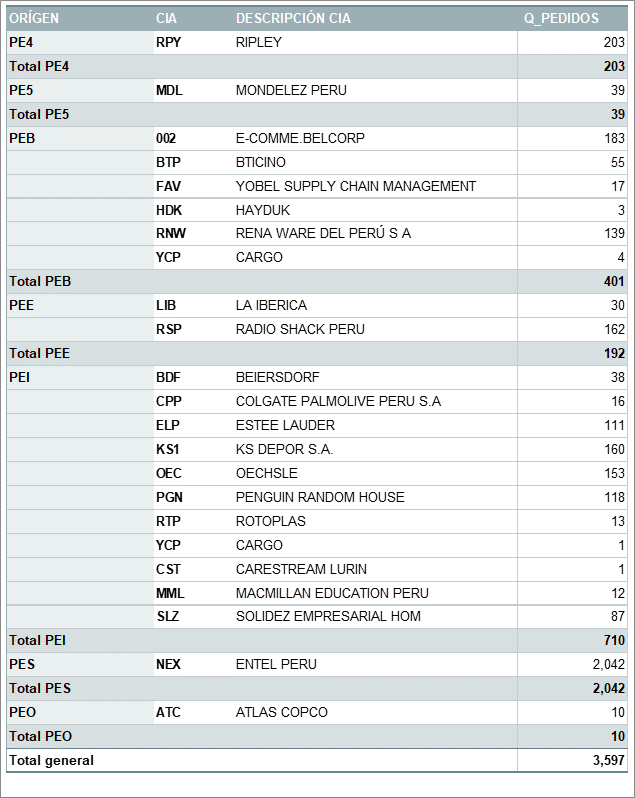 ORÍGEN CIA DESCRIPCIÓN CIA Q_PEDIDOS
PE4 RPY RIPLEY 203
Total PE4 203
PE5 MDL MONDELEZ PERU 39
Total PE5 39
PEB 002 E-COMME.BELCORP 183
BTP BTICINO 55
FAV YOBEL SUPPLY CHAIN MANAGEMENT 17
HDK HAYDUK 3
RNW RENA WARE DEL PERÚ S A 139
YCP CARGO 4
Total PEB 401
PEE LIB LA IBERICA 30
RSP RADIO SHACK PERU 162
Total PEE 192
PEI BDF BEIERSDORF 38
CPP COLGATE PALMOLIVE PERU S.A 16
ELP ESTEE LAUDER 111
KS1 KS DEPOR S.A. 160
OEC OECHSLE 153
PGN PENGUIN RANDOM HOUSE 118
RTP ROTOPLAS 13
YCP CARGO 1
CST CARESTREAM LURIN 1
MML MACMILLAN EDUCATION PERU 12
SLZ SOLIDEZ EMPRESARIAL HOM 87
Total PEI 710
PES NEX ENTEL PERU 2,042
Total PES 2,042
PEO ATC ATLAS COPCO 10
Total PEO 10
Total general 3,597